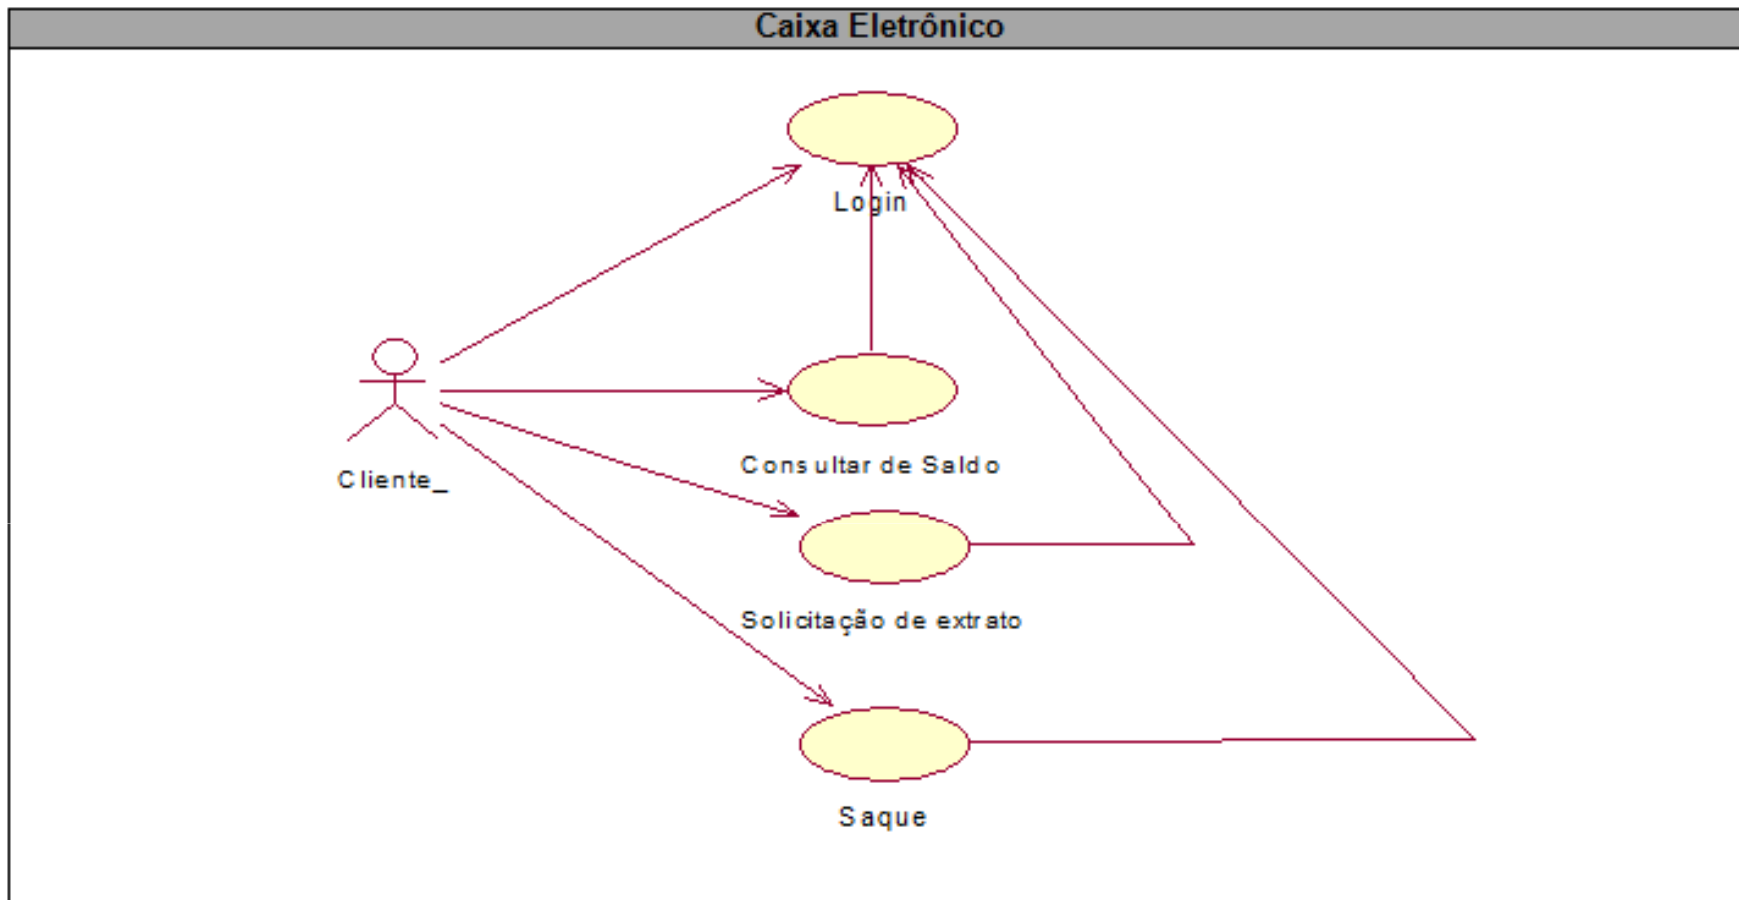 Caixa Eletrônico
Login
Cliente_
Consultar de Saldo
Solicitação de extrato
Saque